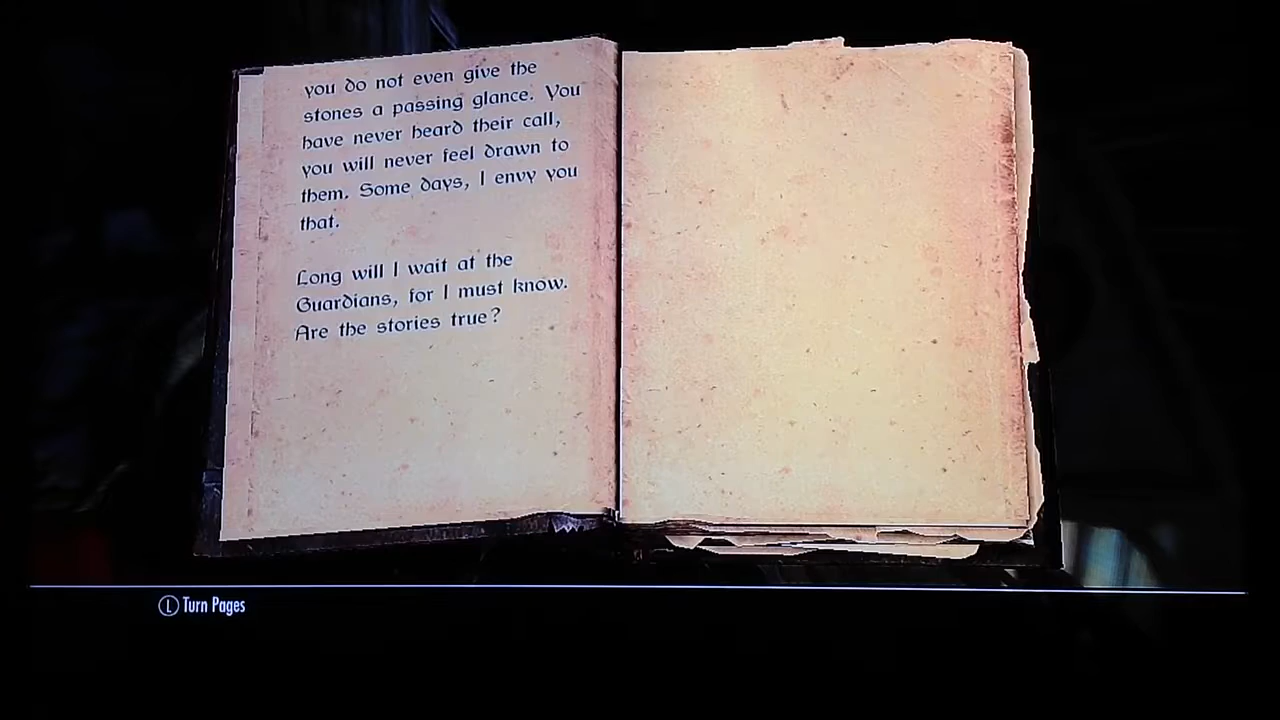 you do not even give the
stones a passing glance. You
have never heard their call,
you will never feel drawn to
them. Some days, I envy you
that.
Long will I wait at the
Guardians, for I must know.
Are the stories true?
L Turn Pages